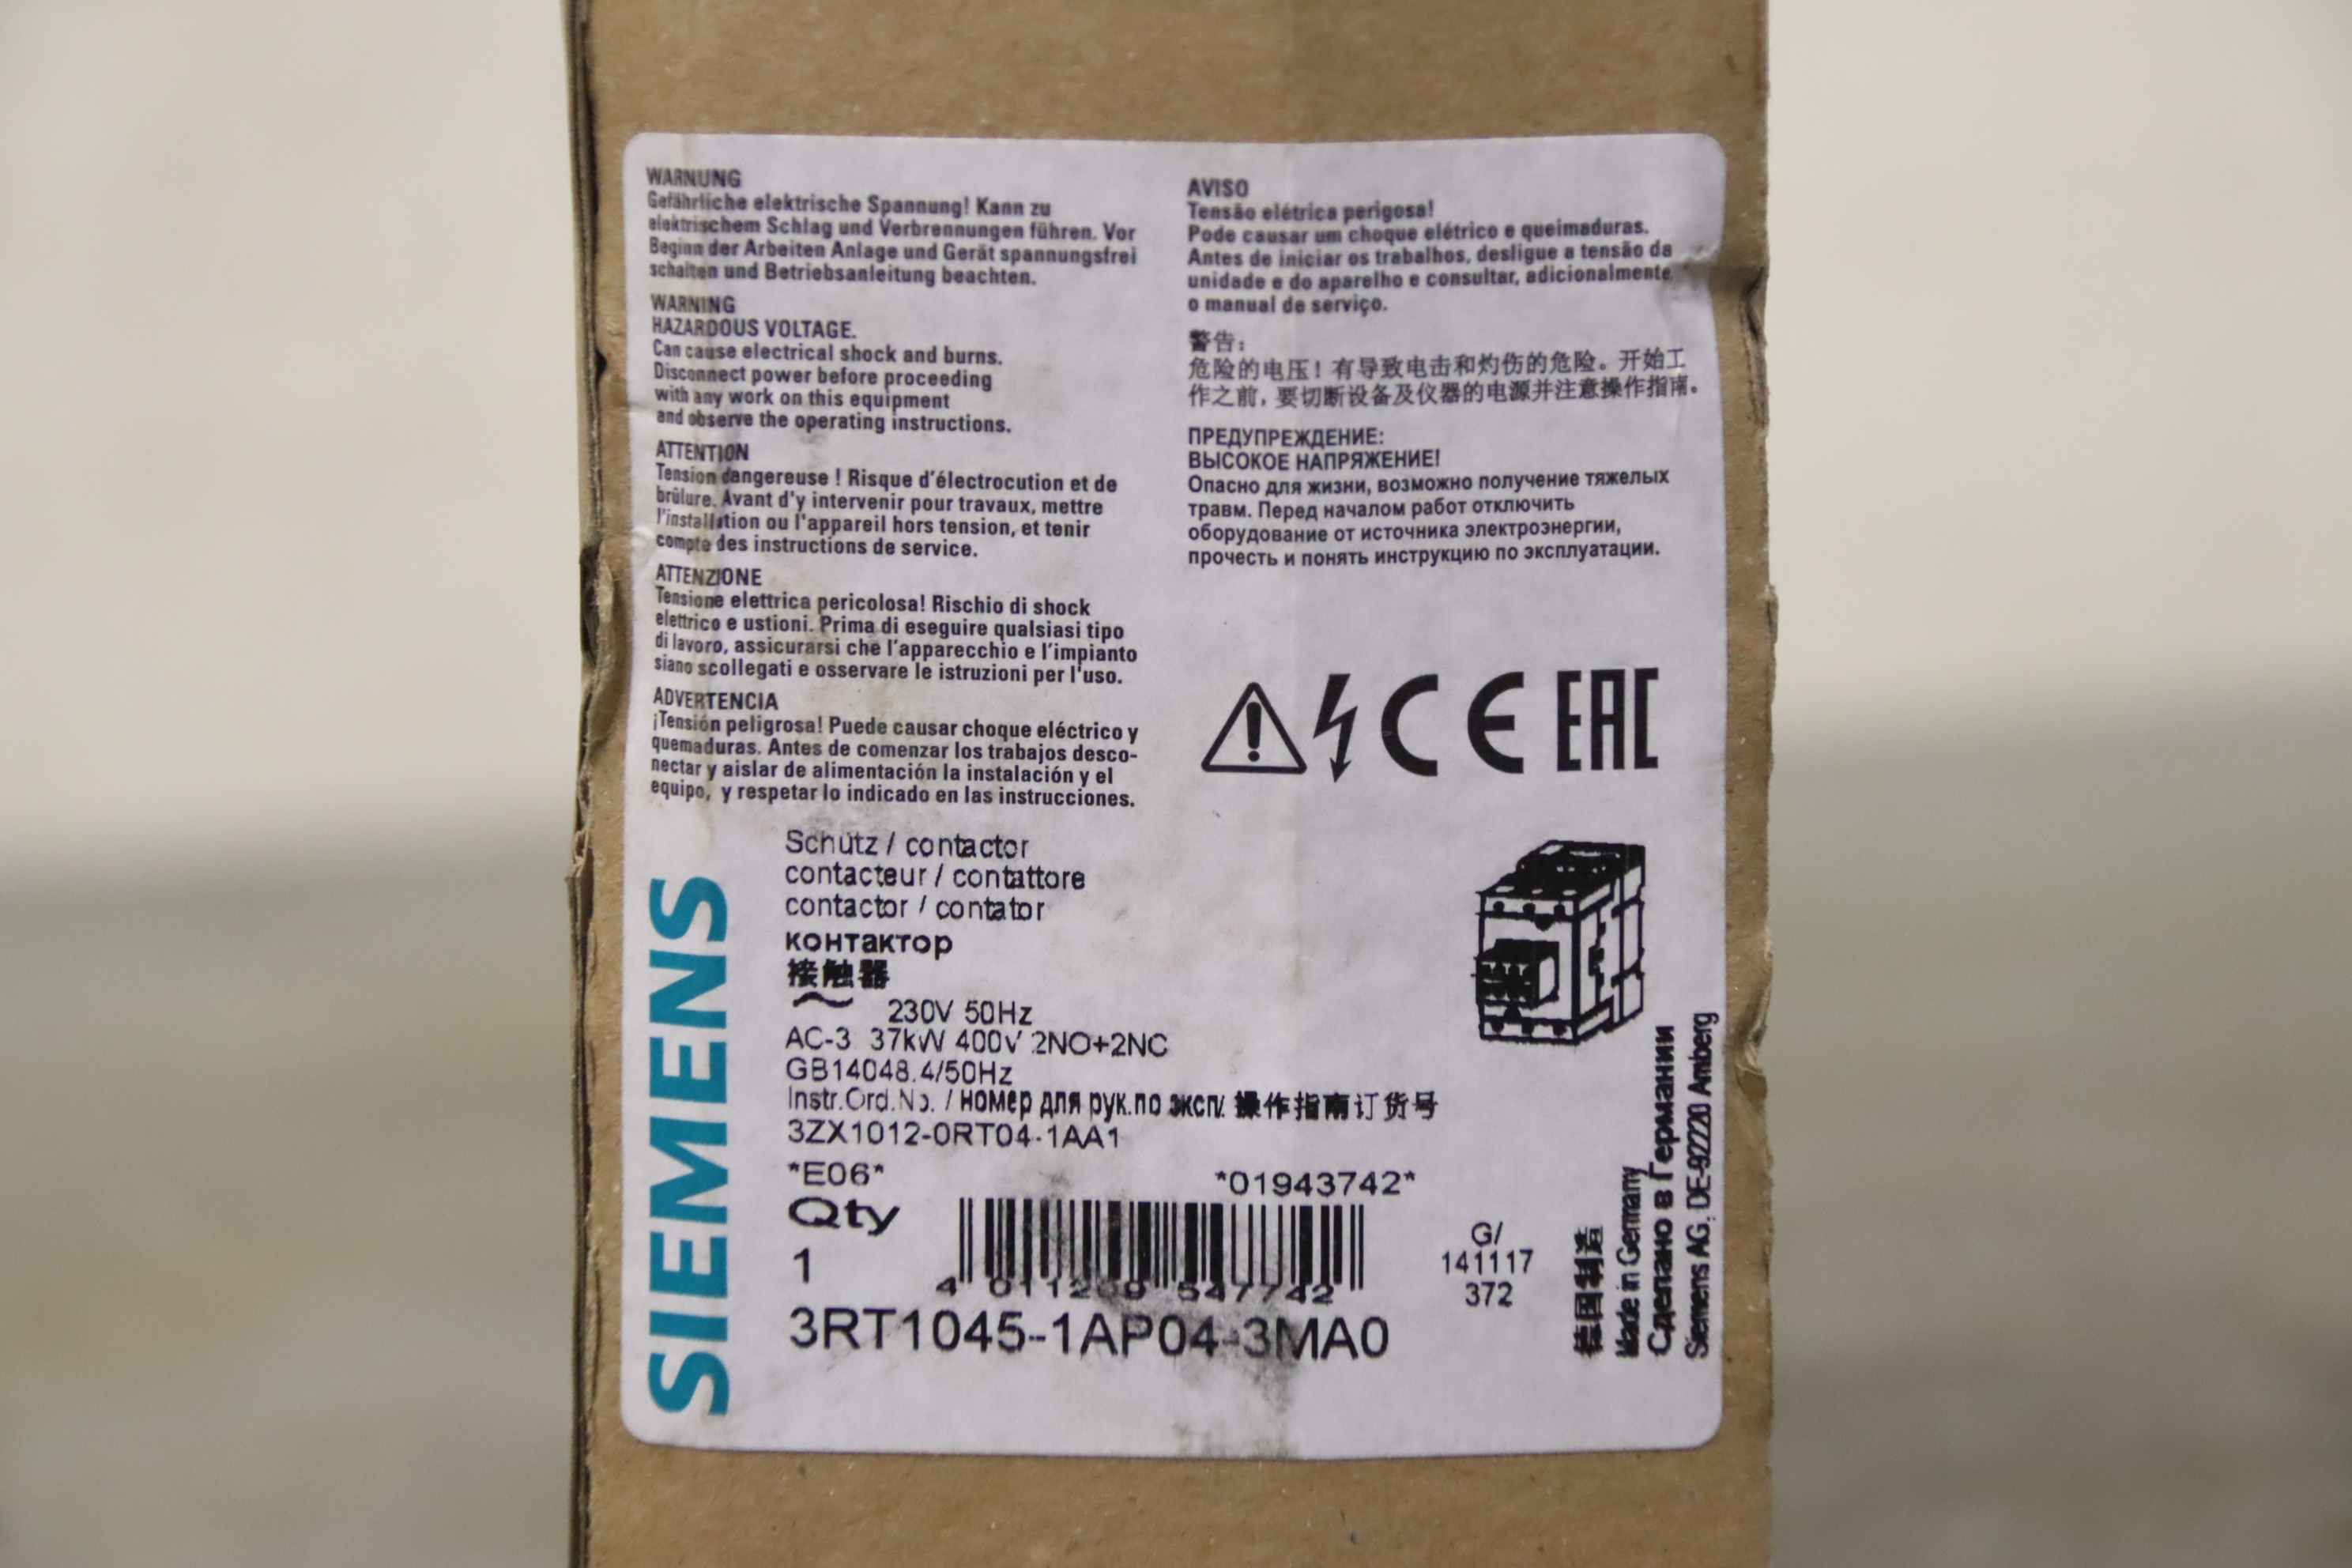 WARNUNG
Gefährliche elektrische Spannung! Kann zu
elektrischem Schlag und Verbrennungen führen. Vor
Beginn der Arbeiten Anlage und Gerät spannungsfrei
schalten und Betriebsanleitung beachten.
WARNING
HAZARDOUS VOLTAGE.
Can cause electrical shock and burns.
Disconnect power before proceeding
with any work on this equipment
and observe the operating instructions.
ATTENTION
Tension dangereuse ! Risque d'électrocution et de
brûlure. Avant d'y intervenir pour travaux, mettre
l'installation ou l'appareil hors tension, et tenir
compte des instructions de service.
ATTENZIONE
Tensione elettrica pericolosa! Rischio di shock
elettrico e ustioni. Prima di eseguire qualsiasi tipo
di lavoro, assicurarsi che l'apparecchio e l'impianto
siano scollegati e osservare le istruzioni per l'uso.
ADVERTENCIA
¡Tensión peligrosa! Puede causar choque eléctrico y
quemaduras. Antes de comenzar los trabajos desco-
nectar y aislar de alimentación la instalación y el
equipo, y respetar lo indicado en las instrucciones.
AVISO
Tensão elétrica perigosa!
Pode causar um choque elétrico e queimaduras.
Antes de iniciar os trabalhos, desligue a tensão da
unidade e do aparelho e consultar, adicionalmente
o manual de serviço.
警告:
危险的电压! 有导致电击和灼伤的危险。开始工
作之前, 要切断设备及仪器的电源并注意操作指南。
ПРЕДУПРЕЖДЕНИЕ:
ВЫСОКОЕ НАПРЯЖЕНИЕ!
Опасно для жизни, возможно получение тяжелых
травм. Перед началом работ отключить
оборудование от источника электроэнергии,
прочесть и понять инструкцию по эксплуатации.
CE EAC
SIEMENS
Schütz / contactor
contacteur / contattore
contactor / contator
контактор
接触器
~ 230V 50Hz
AC-3 37kW 400V 2NO+2NC
GB14048.4/50Hz
Instr.Ord.No. / номер для рук.по эксп/ 操作指南订货号
3ZX1012-0RT04-1AA1
*E06* *01943742*
Qty
1
4 011209 547742
3RT1045-1AP04-3MA0
G/
141117
372
德国制造
Made in Germany
Сделано в Германии
Siemens AG, DE-92220 Amberg